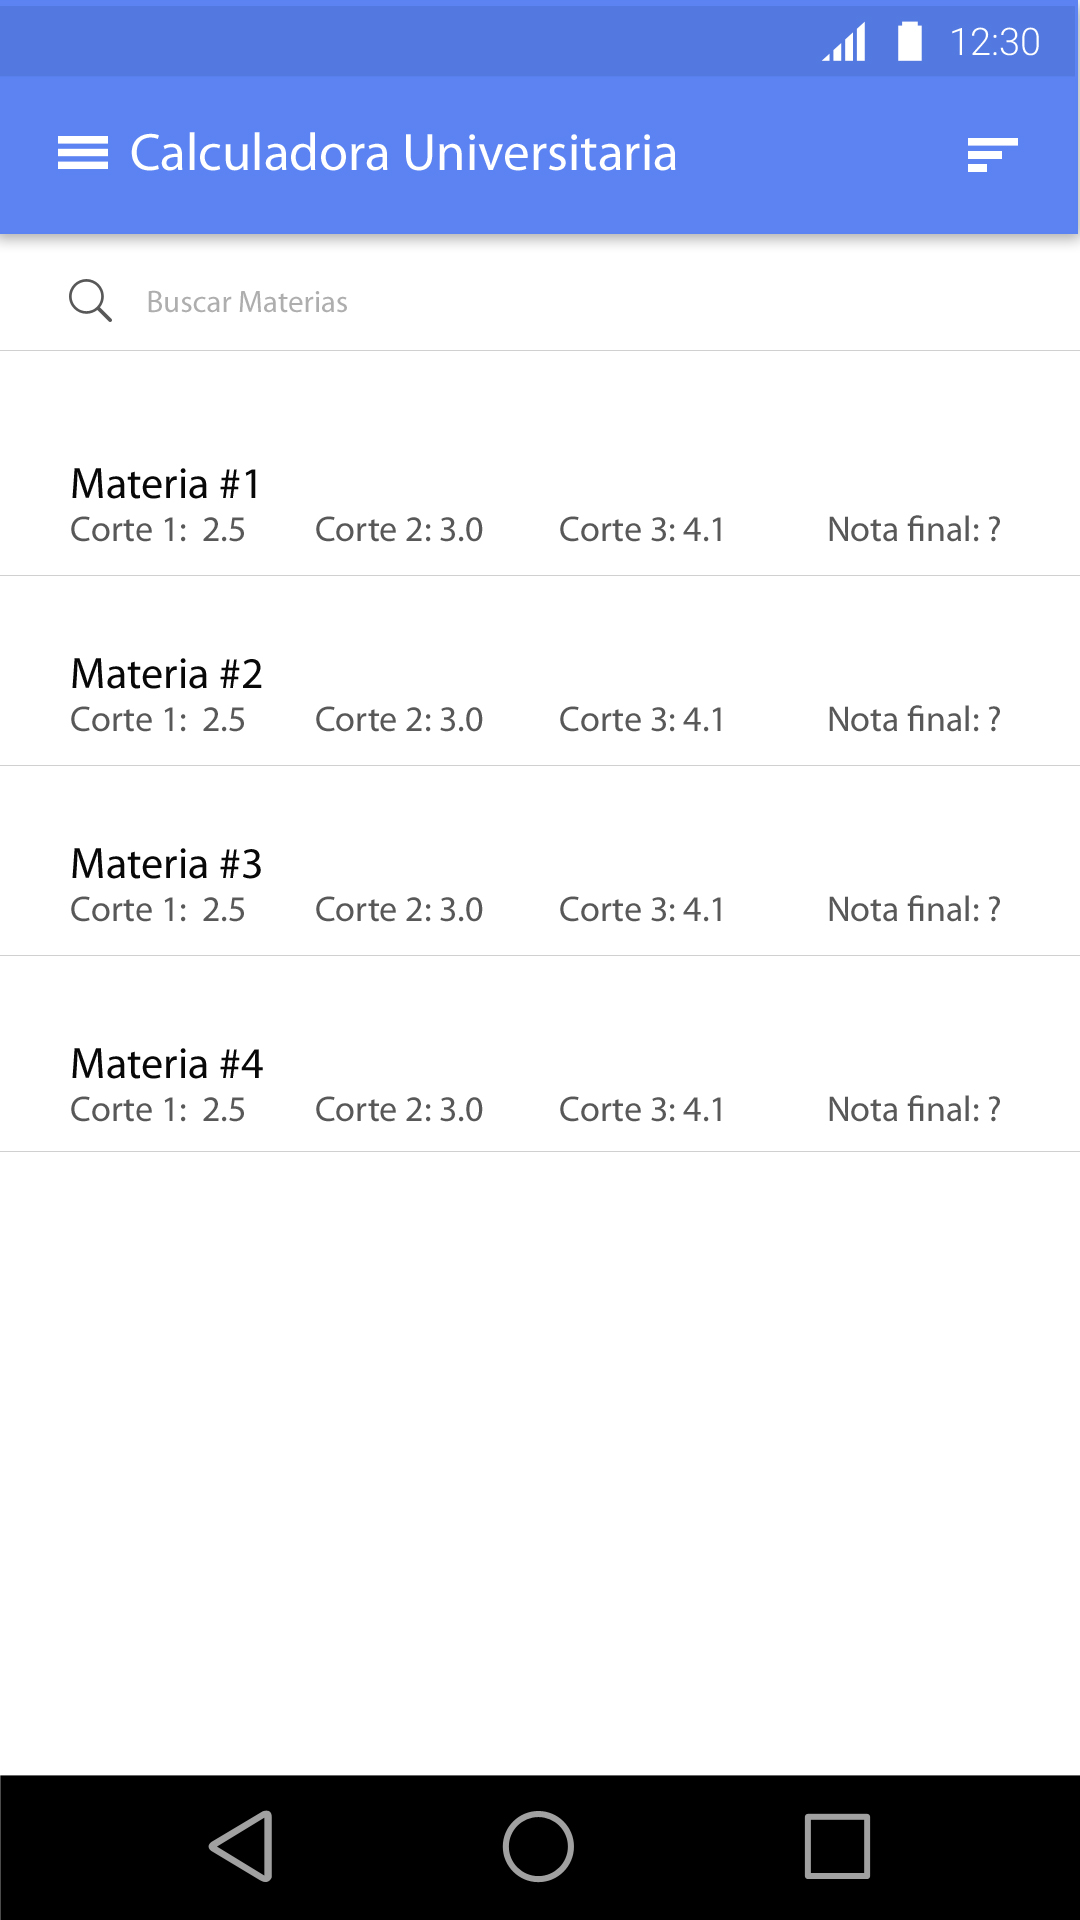 12:30
Calculadora Universitaria
Buscar Materias
Materia #1
Corte 1: 2.5 Corte 2: 3.0 Corte 3: 4.1 Nota final: ?
Materia #2
Corte 1: 2.5 Corte 2: 3.0 Corte 3: 4.1 Nota final: ?
Materia #3
Corte 1: 2.5 Corte 2: 3.0 Corte 3: 4.1 Nota final: ?
Materia #4
Corte 1: 2.5 Corte 2: 3.0 Corte 3: 4.1 Nota final: ?